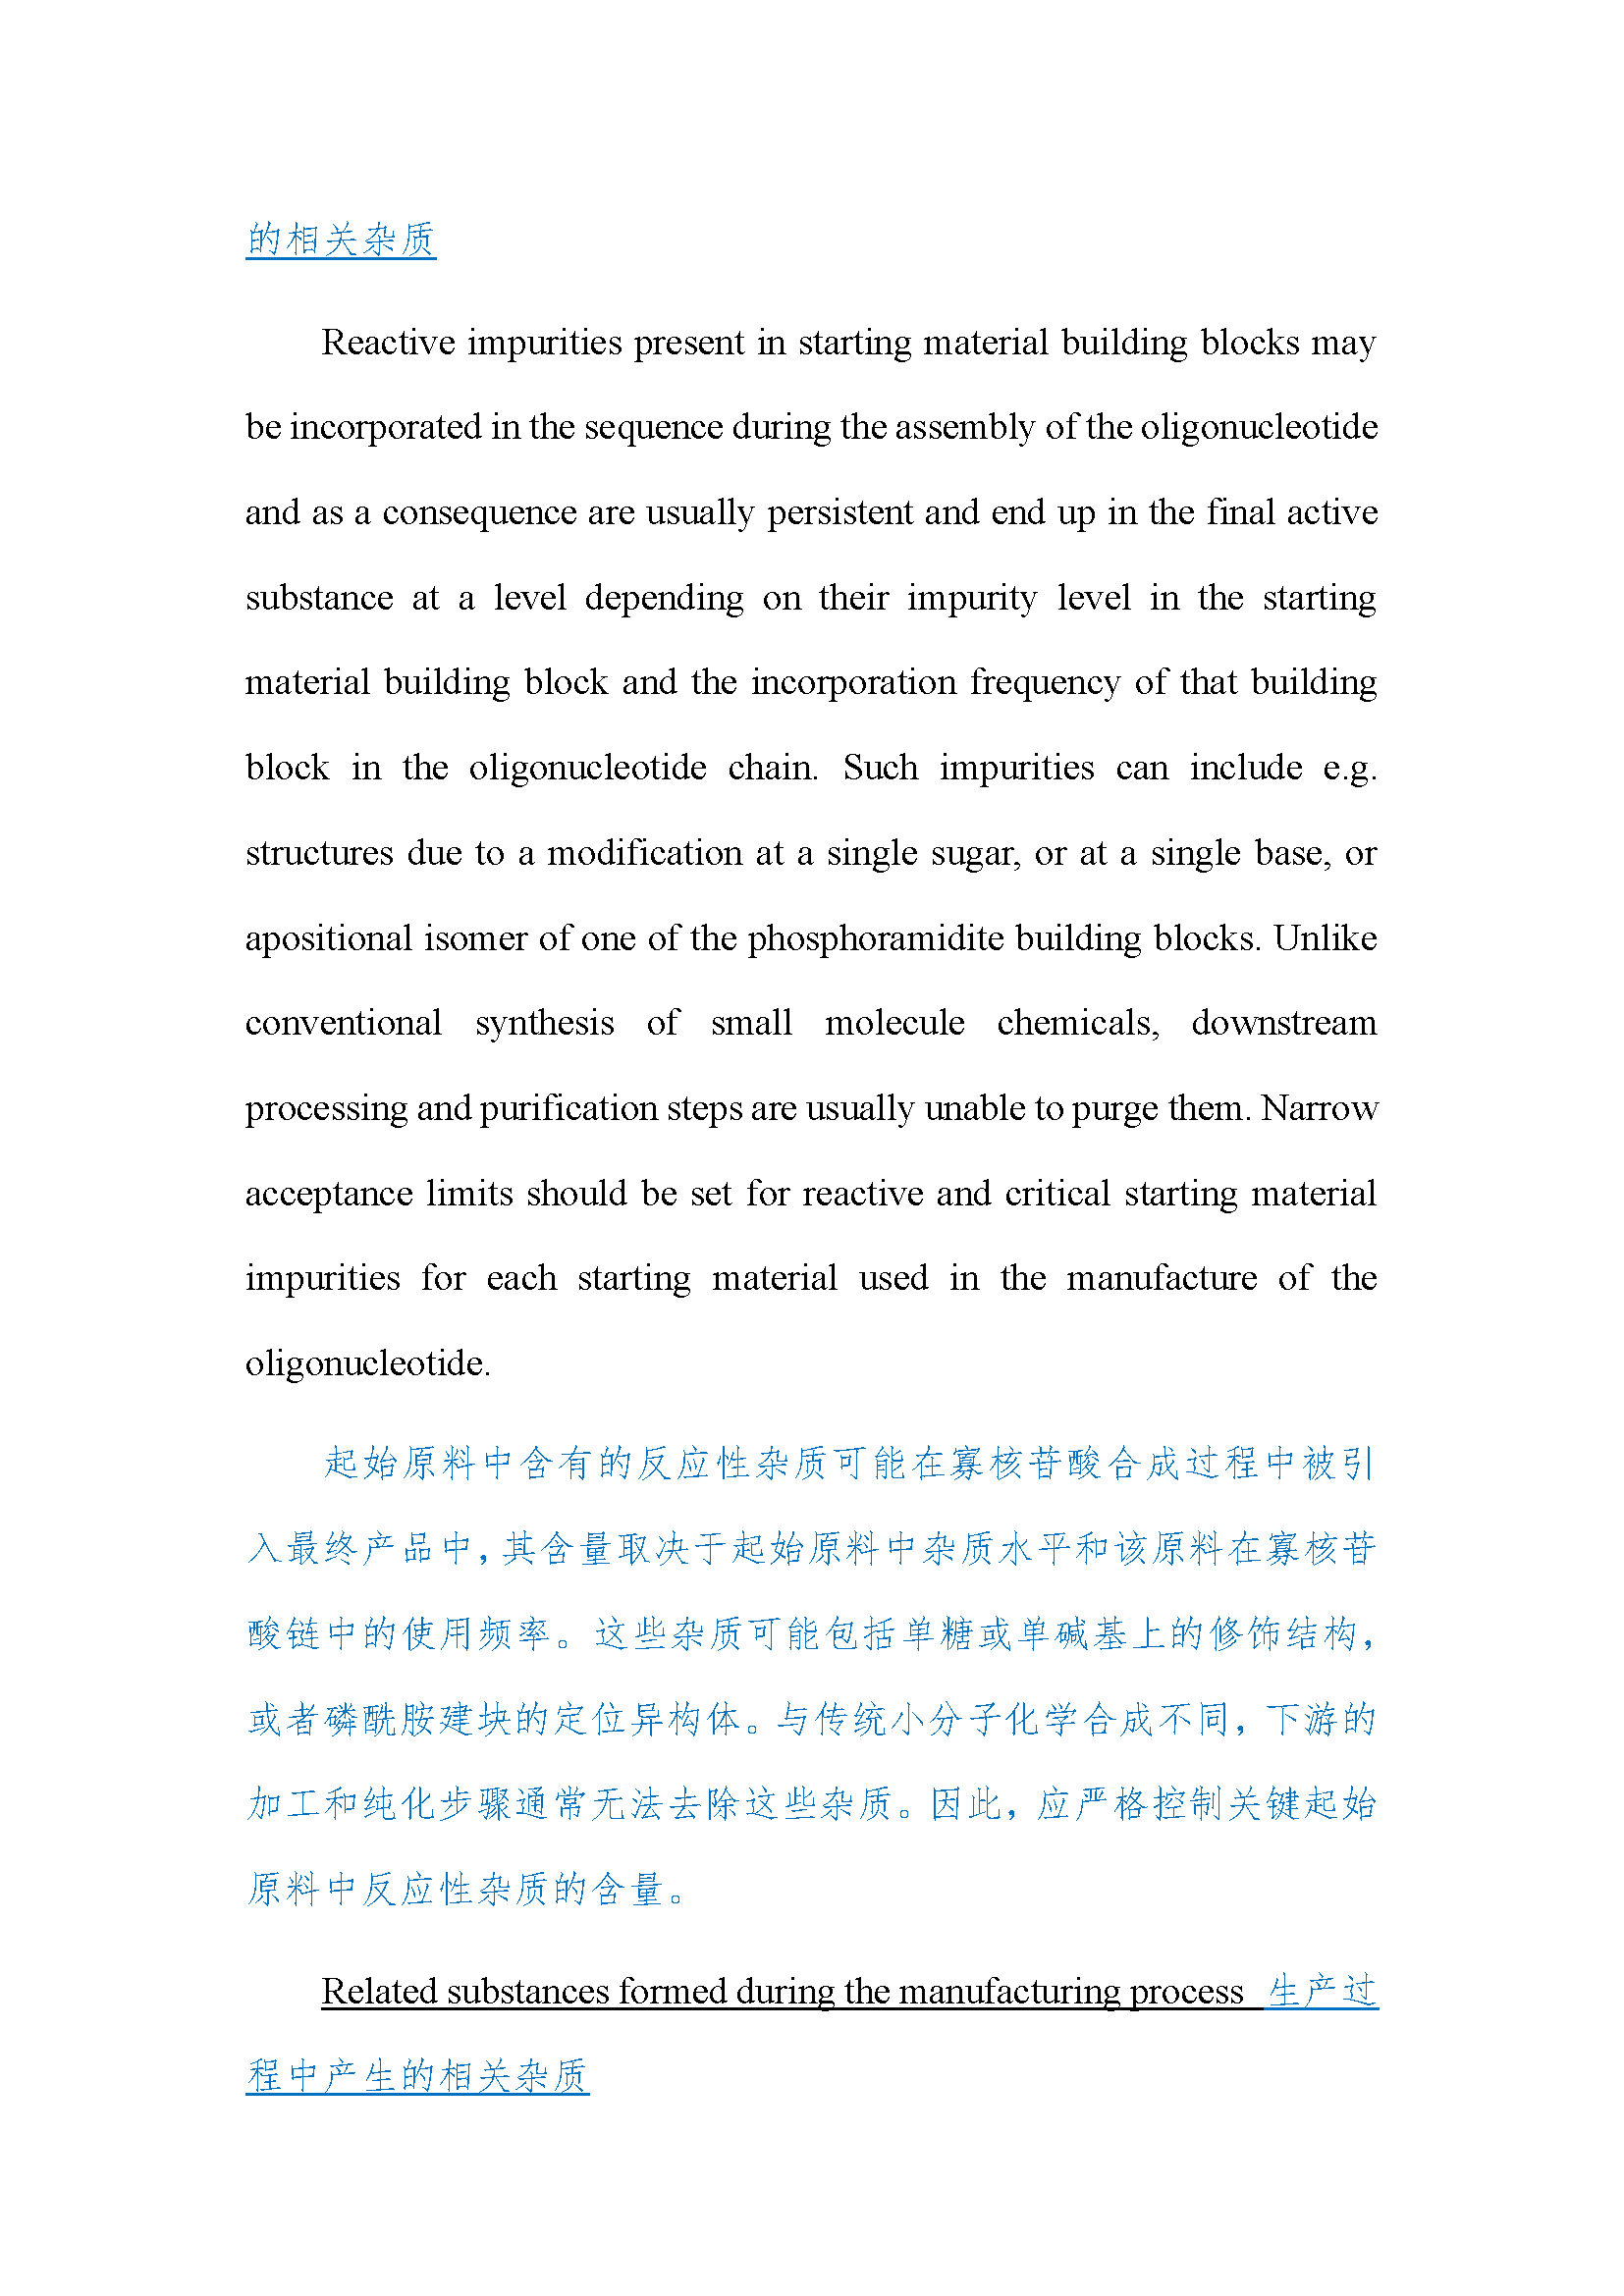 的相关杂质
Reactive impurities present in starting material building blocks may
be incorporated in the sequence during the assembly of the oligonucleotide
and as a consequence are usually persistent and end up in the final active
substance at a level depending on their impurity level in the starting
material building block and the incorporation frequency of that building
block in the oligonucleotide chain. Such impurities can include e.g.
structures due to a modification at a single sugar, or at a single base, or
apositional isomer of one of the phosphoramidite building blocks. Unlike
conventional synthesis of small molecule chemicals, downstream
processing and purification steps are usually unable to purge them. Narrow
acceptance limits should be set for reactive and critical starting material
impurities for each starting material used in the manufacture of the
oligonucleotide.
起始原料中含有的反应性杂质可能在寡核苷酸合成过程中被引
入最终产品中，其含量取决于起始原料中杂质水平和该原料在寡核苷
酸链中的使用频率。这些杂质可能包括单糖或单碱基上的修饰结构，
或者磷酰胺建块的定位异构体。与传统小分子化学合成不同，下游的
加工和纯化步骤通常无法去除这些杂质。因此，应严格控制关键起始
原料中反应性杂质的含量。
Related substances formed during the manufacturing process 生产过
程中产生的相关杂质